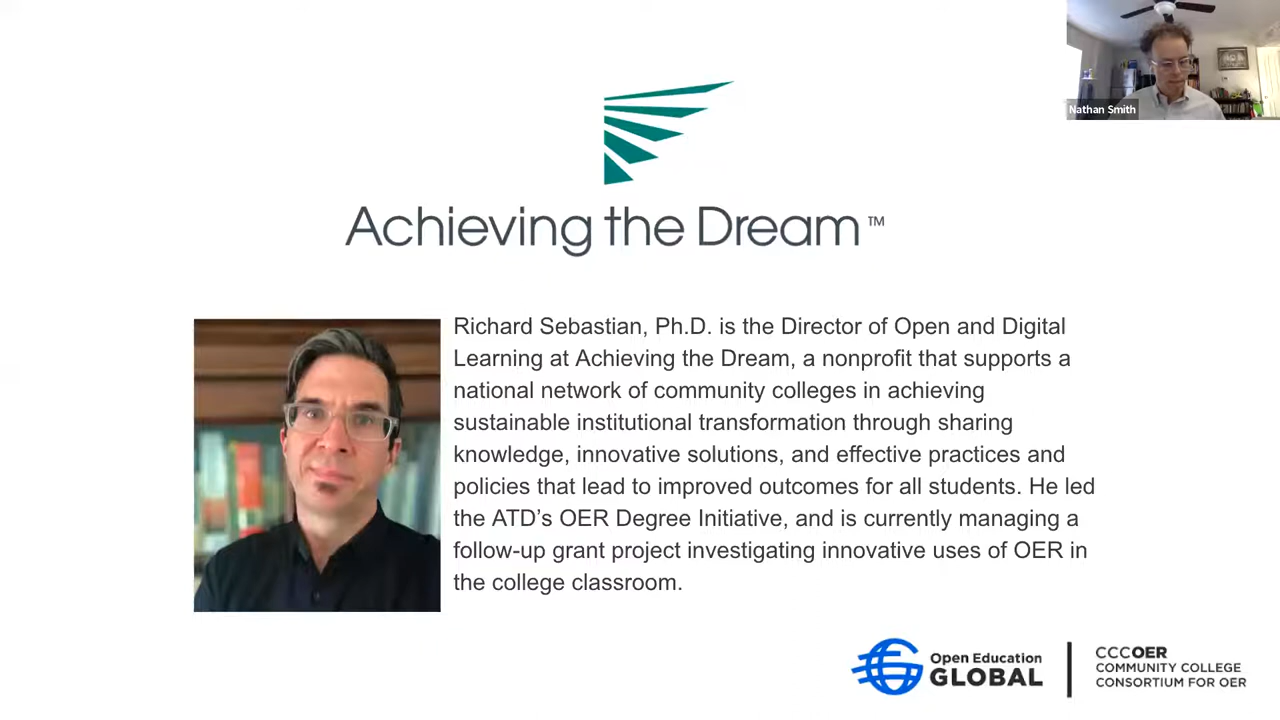 Nathan Smith
Achieving the Dream™
Richard Sebastian, Ph.D. is the Director of Open and Digital
Learning at Achieving the Dream, a nonprofit that supports a
national network of community colleges in achieving
sustainable institutional transformation through sharing
knowledge, innovative solutions, and effective practices and
policies that lead to improved outcomes for all students. He led
the ATD’s OER Degree Initiative, and is currently managing a
follow-up grant project investigating innovative uses of OER in
the college classroom.
Open Education
GLOBAL
CCCOER
COMMUNITY COLLEGE
CONSORTIUM FOR OER